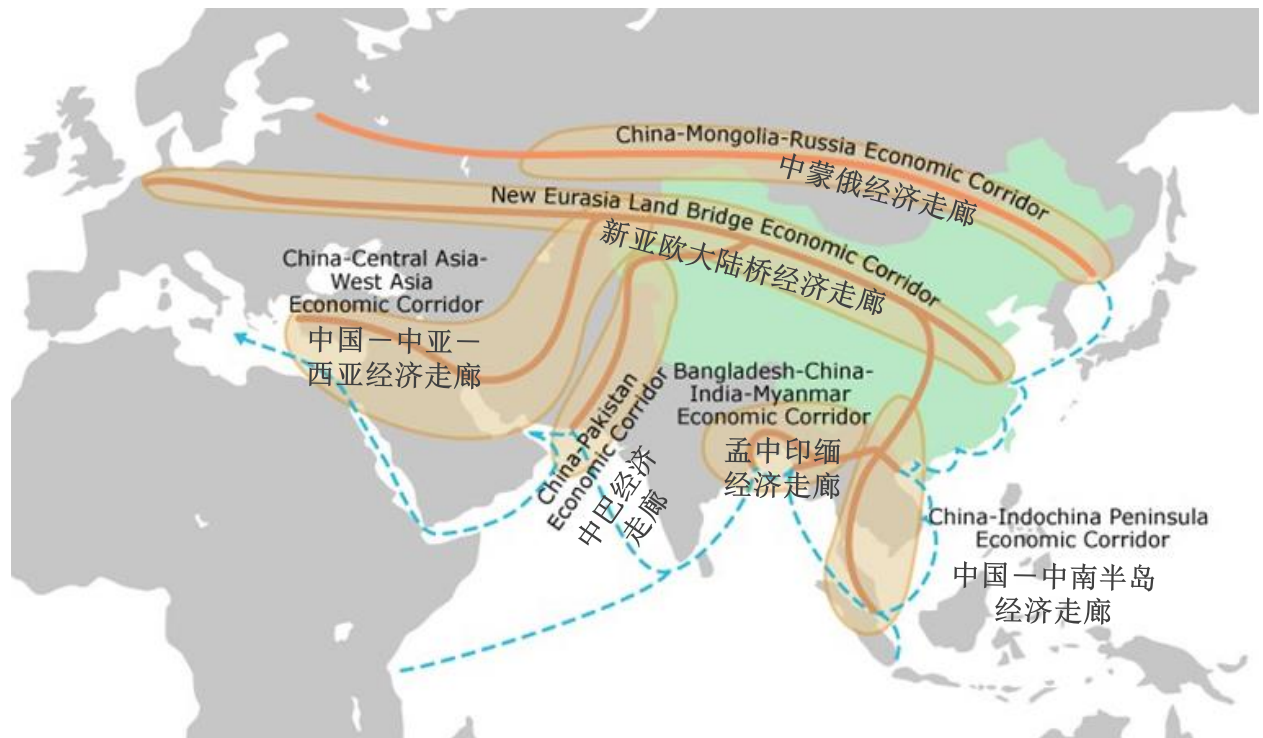 China-Mongolia-Russia Economic Corridor
中蒙俄经济走廊
New Eurasia Land Bridge Economic Corridor
新亚欧大陆桥经济走廊
China-Central Asia-
West Asia
Economic Corridor
中国－中亚－
西亚经济走廊
China-Pakistan
Economic Corridor
中巴经济
走廊
Bangladesh-China-
India-Myanmar
Economic Corridor
孟中印缅
经济走廊
China-Indochina Peninsula
Economic Corridor
中国－中南半岛
经济走廊